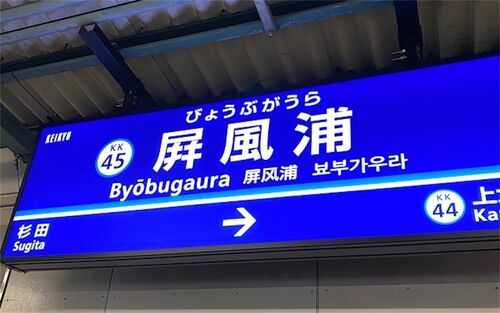 KEIKYU
びょうぶがうら
KK
45
屛風浦
Byōbugaura 屏风浦 뵤부가우라
杉田
Sugita
→
KK
44
上
Ka